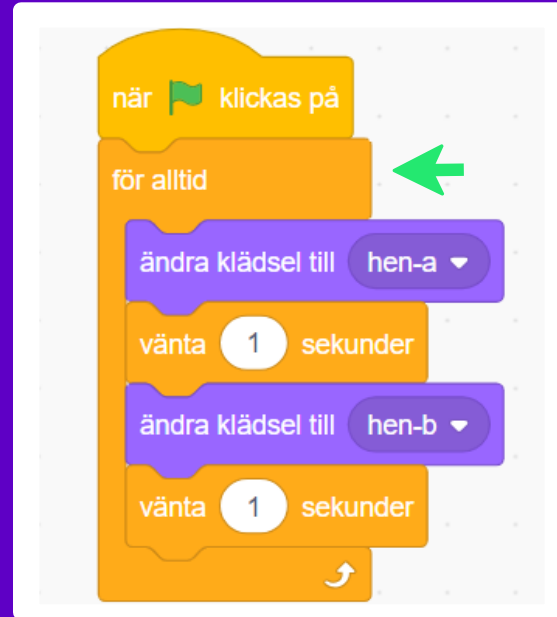 när klickas på
för alltid
ändra klädsel till hen-a
vänta 1 sekunder
ändra klädsel till hen-b
vänta 1 sekunder